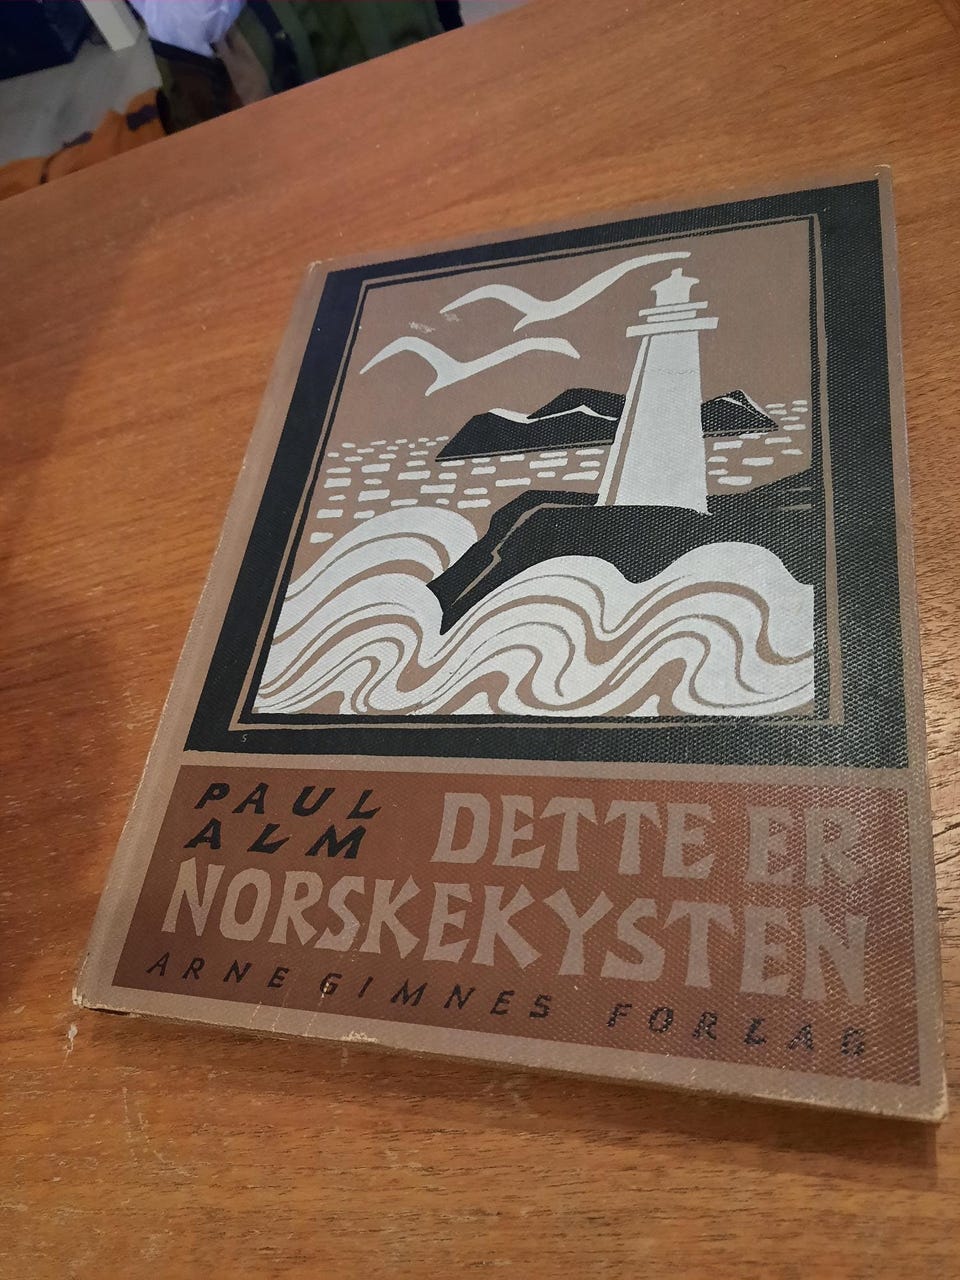 PAUL
ALM
DETTE ER
NORSKEKYSTEN
ARNE GIMNES FORLAG
S